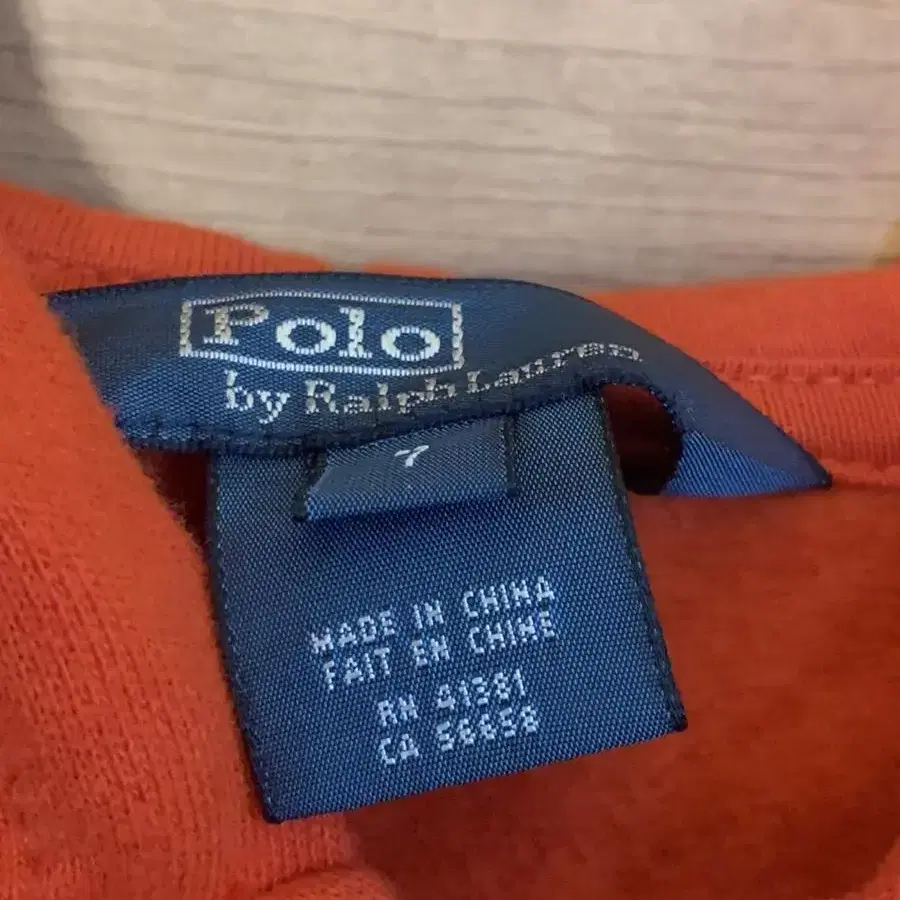 Polo
by Ralph Lauren
7
MADE IN CHINA
FAIT EN CHINE
RN 41381
CA 56658